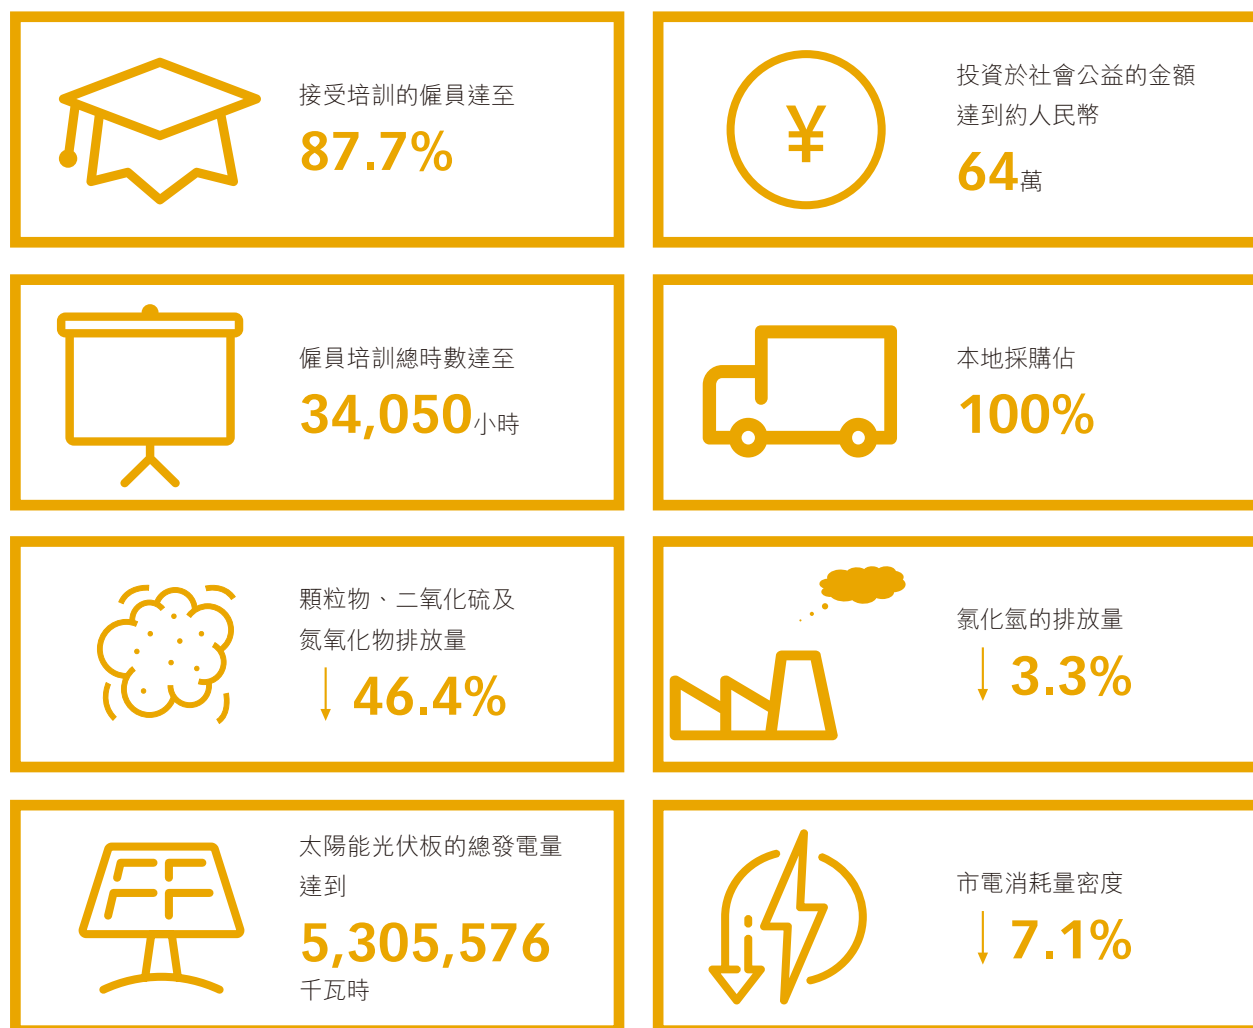 接受培訓的僱員達至
87.7%
¥
投資於社會公益的金額
達到約人民幣
64萬
僱員培訓總時數達至
34,050小時
本地採購佔
100%
顆粒物、二氧化硫及
氮氧化物排放量
↓ 46.4%
氯化氫的排放量
↓ 3.3%
太陽能光伏板的總發電量
達到
5,305,576
千瓦時
市電消耗量密度
↓ 7.1%